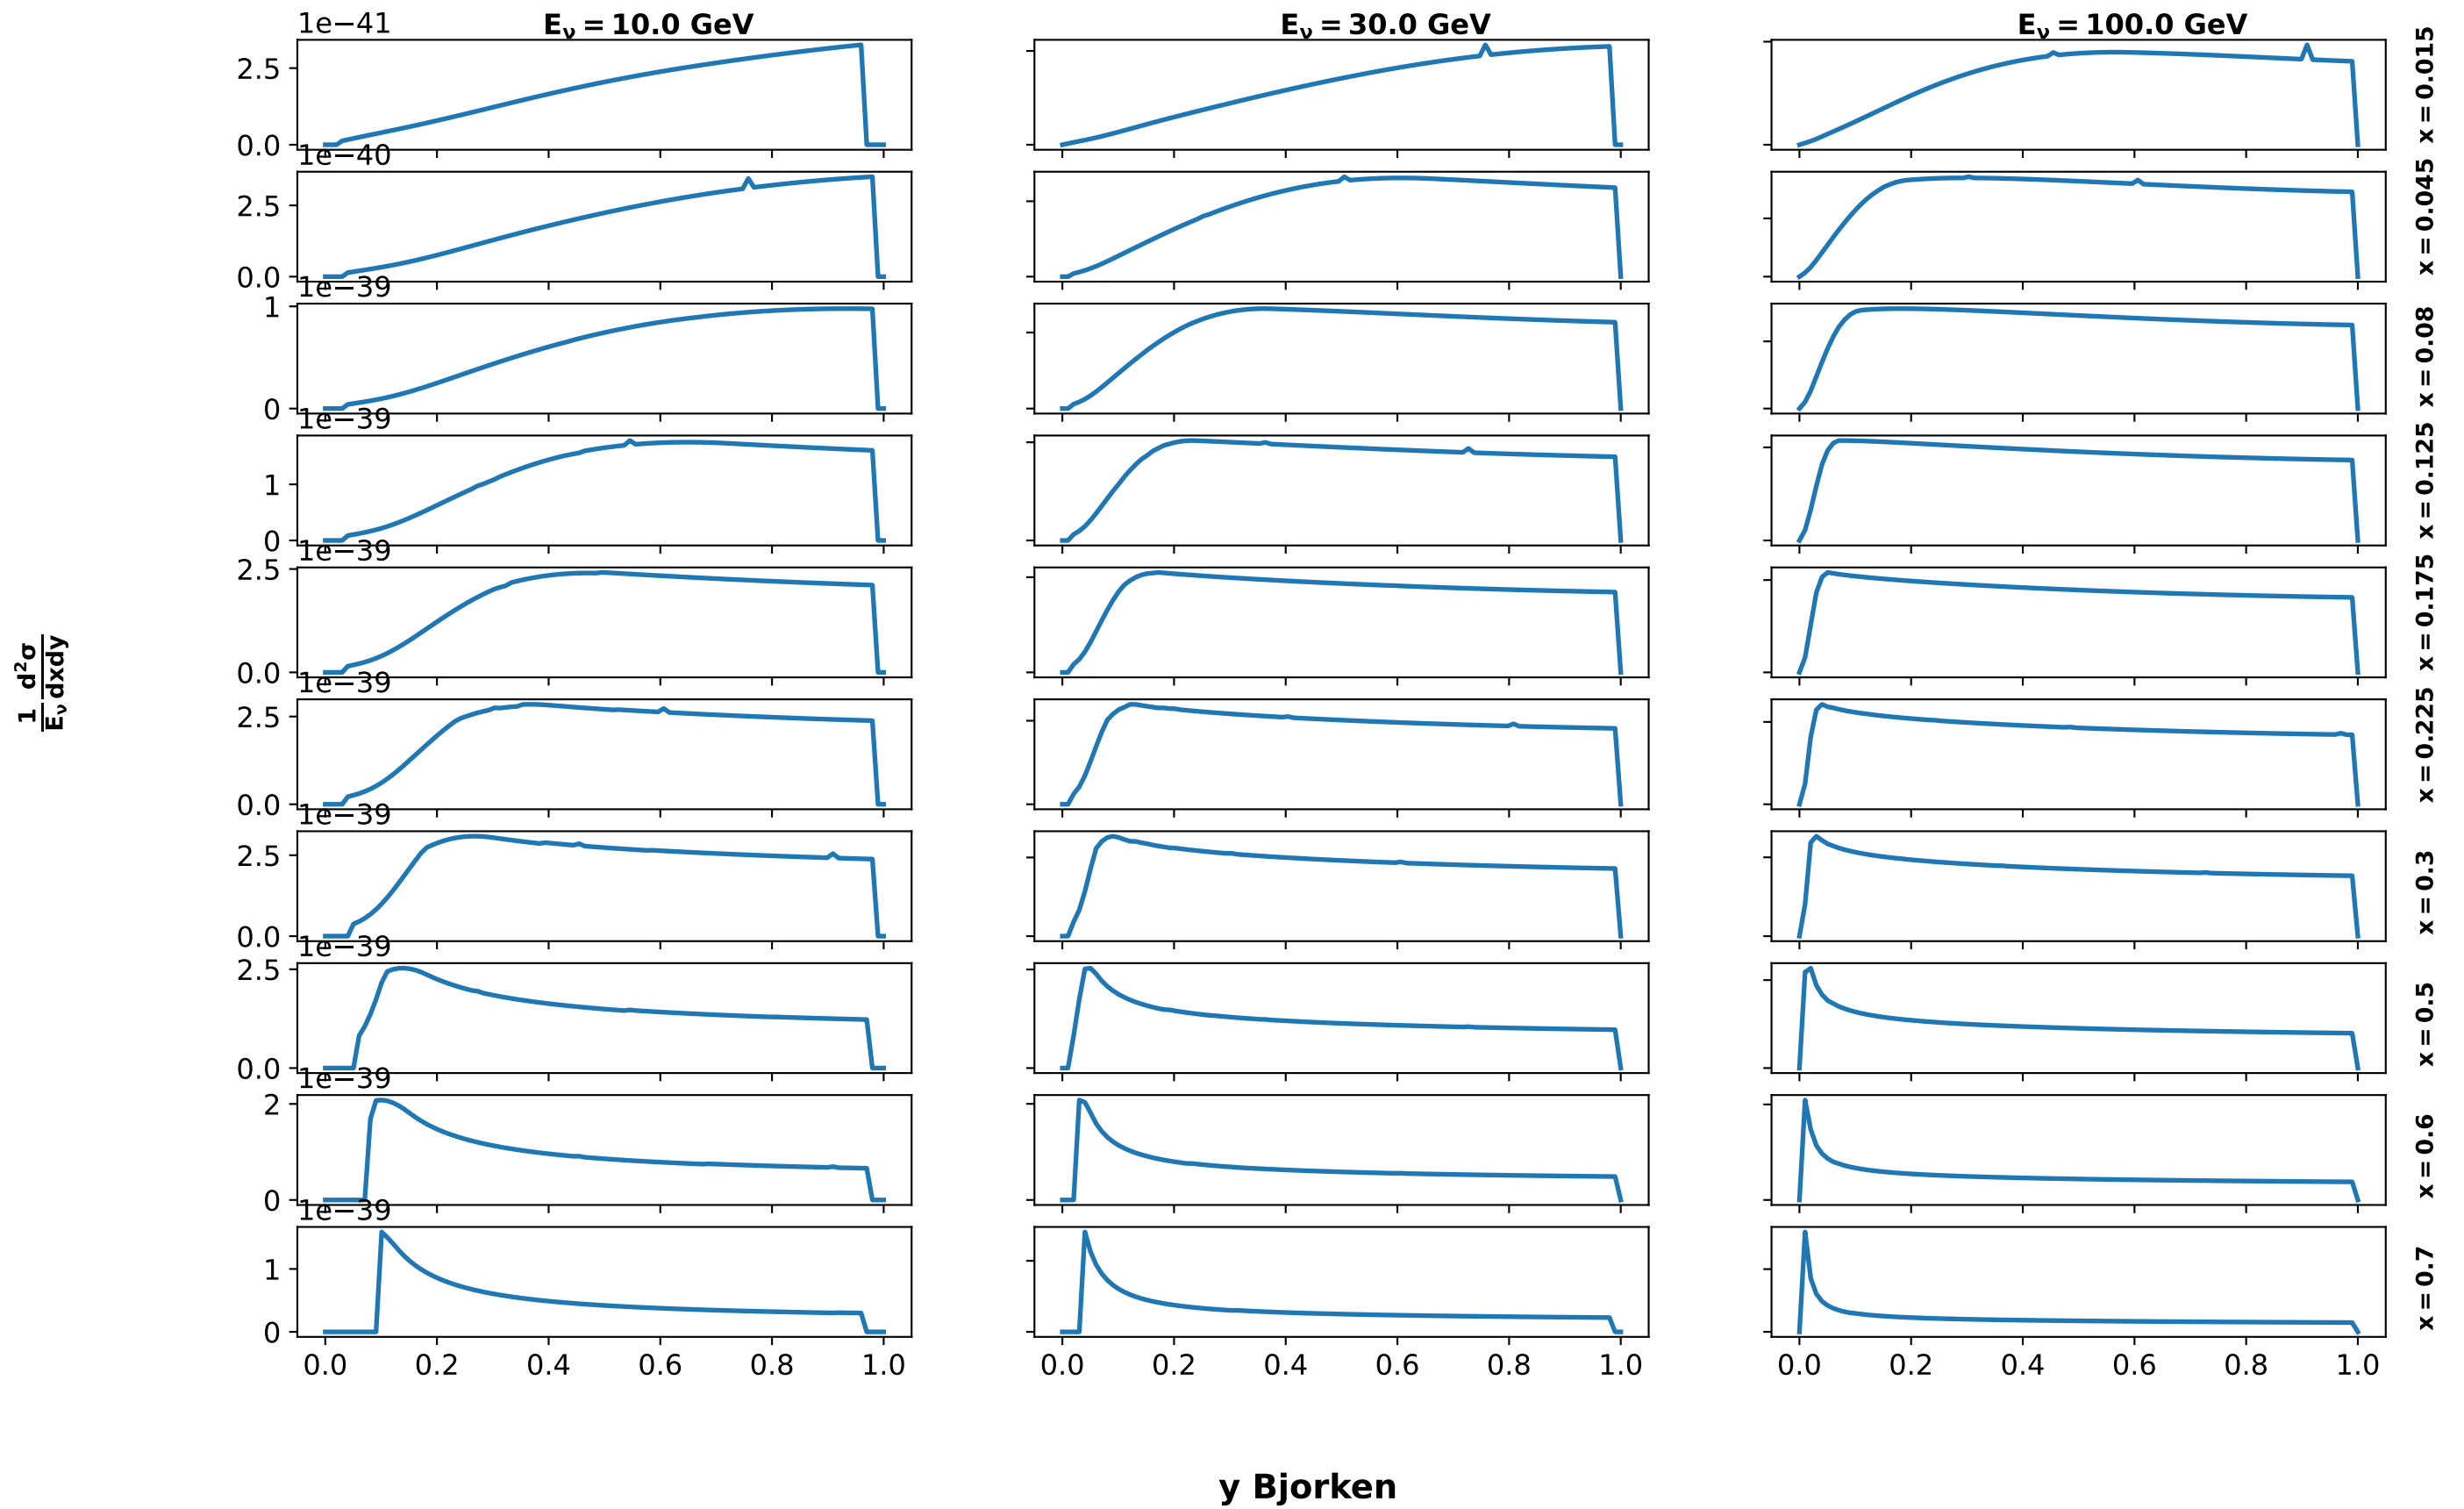 1e−41
E_ν = 10.0 GeV
E_ν = 30.0 GeV
E_ν = 100.0 GeV
2.5
0.0
x = 0.015
1e−40
2.5
0.0
x = 0.045
1e−39
1
0
x = 0.08
1e−39
1
0
x = 0.125
1e−39
2.5
0.0
x = 0.175
1e−39
2.5
0.0
x = 0.225
1e−39
2.5
0.0
x = 0.3
1e−39
2.5
0.0
x = 0.5
1e−39
2
0
x = 0.6
1e−39
1
0
x = 0.7
0.0 0.2 0.4 0.6 0.8 1.0
0.0 0.2 0.4 0.6 0.8 1.0
0.0 0.2 0.4 0.6 0.8 1.0
1/E_ν d²σ/dxdy
y Bjorken